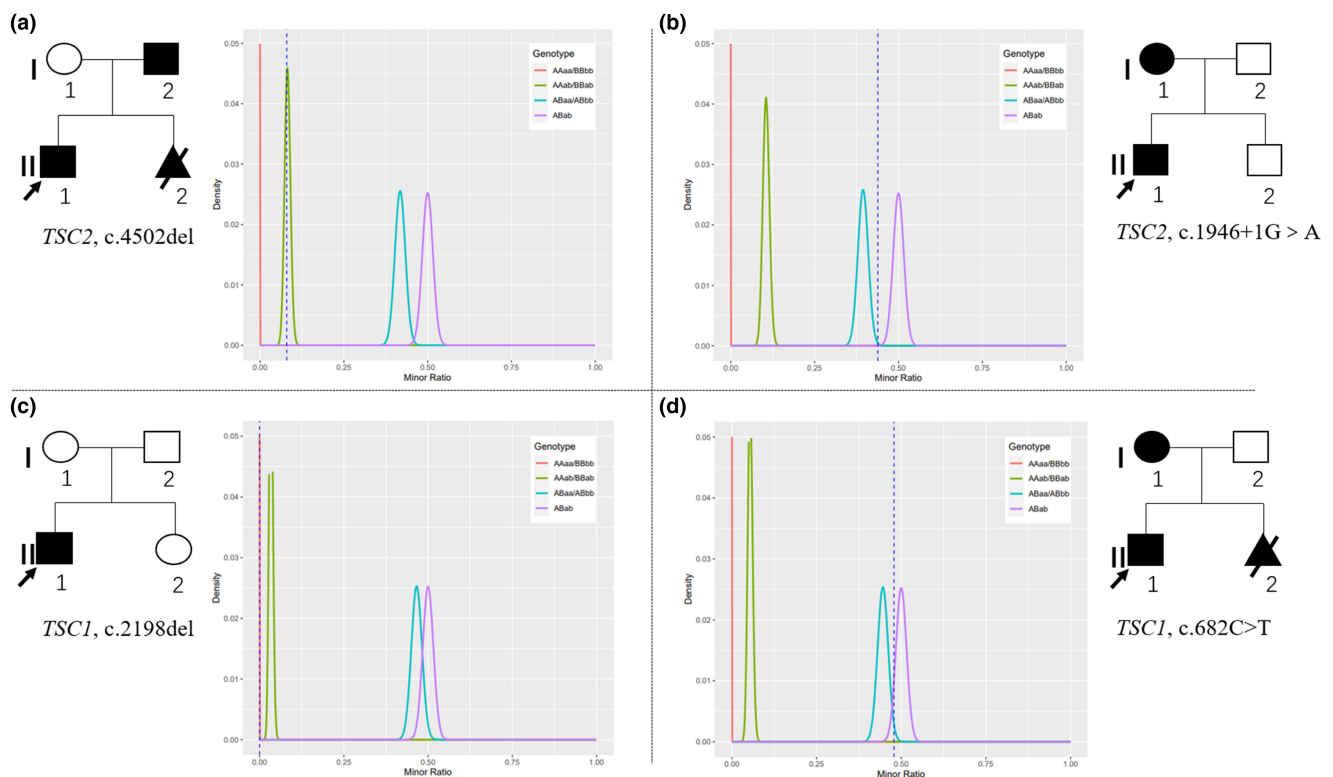 (a)
I
1
2
II
1
2
TSC2, c.4502del
0.05
0.04
0.03
0.02
0.01
0.00
Density
0.00
0.25
0.50
0.75
1.00
Minor Ratio
Genotype
AAaa/BBbb
AAab/BBab
ABaa/ABbb
ABab
(b)
0.05
0.04
0.03
0.02
0.01
0.00
Density
0.00
0.25
0.50
0.75
1.00
Minor Ratio
Genotype
AAaa/BBbb
AAab/BBab
ABaa/ABbb
ABab
I
1
2
II
1
2
TSC2, c.1946+1G > A
(c)
I
1
2
II
1
2
TSC1, c.2198del
0.05
0.04
0.03
0.02
0.01
0.00
Density
0.00
0.25
0.50
0.75
1.00
Minor Ratio
Genotype
AAaa/BBbb
AAab/BBab
ABaa/ABbb
ABab
(d)
0.05
0.04
0.03
0.02
0.01
0.00
Density
0.00
0.25
0.50
0.75
1.00
Minor Ratio
Genotype
AAaa/BBbb
AAab/BBab
ABaa/ABbb
ABab
I
1
2
II
1
2
TSC1, c.682C>T